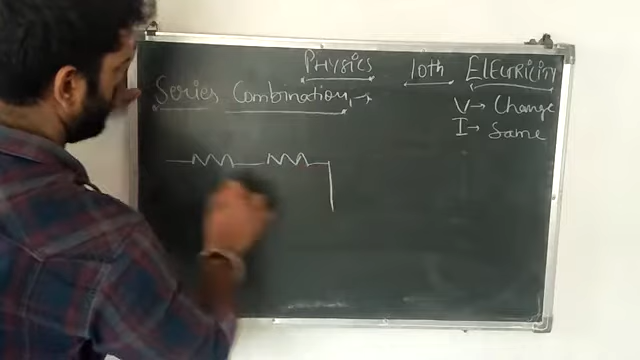 PHYSICS 10th ELECTRICITY
Series Combination →
V→ Change
I→ Same